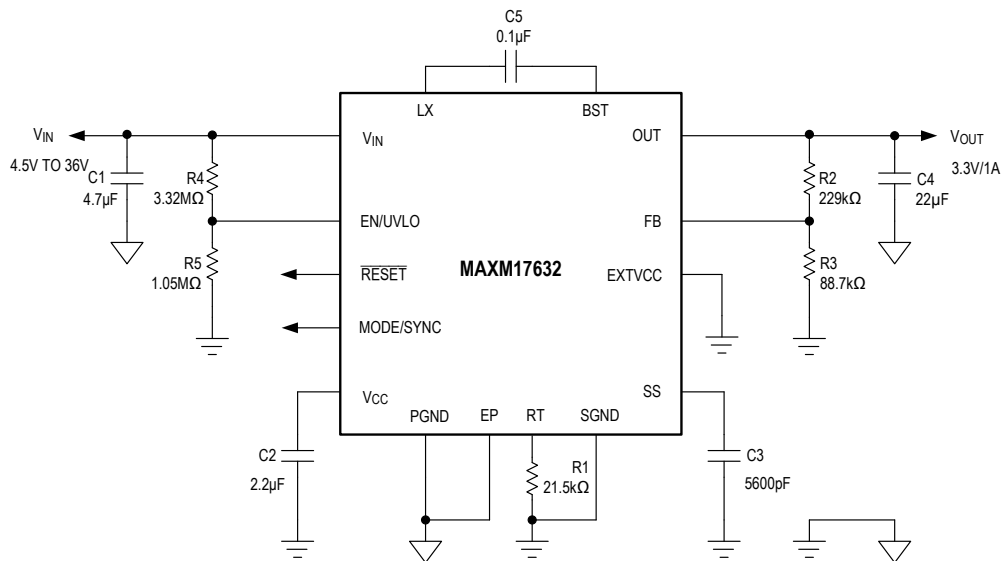 C5
0.1µF
LX
BST
VIN
4.5V TO 36V
VIN
OUT
VOUT
3.3V/1A
C1
4.7µF
R4
3.32MΩ
R2
229kΩ
C4
22µF
EN/UVLO
FB
R5
1.05MΩ
RESET
MAXM17632
EXTVCC
R3
88.7kΩ
MODE/SYNC
VCC
SS
PGND
EP
RT
SGND
C2
2.2µF
R1
21.5kΩ
C3
5600pF